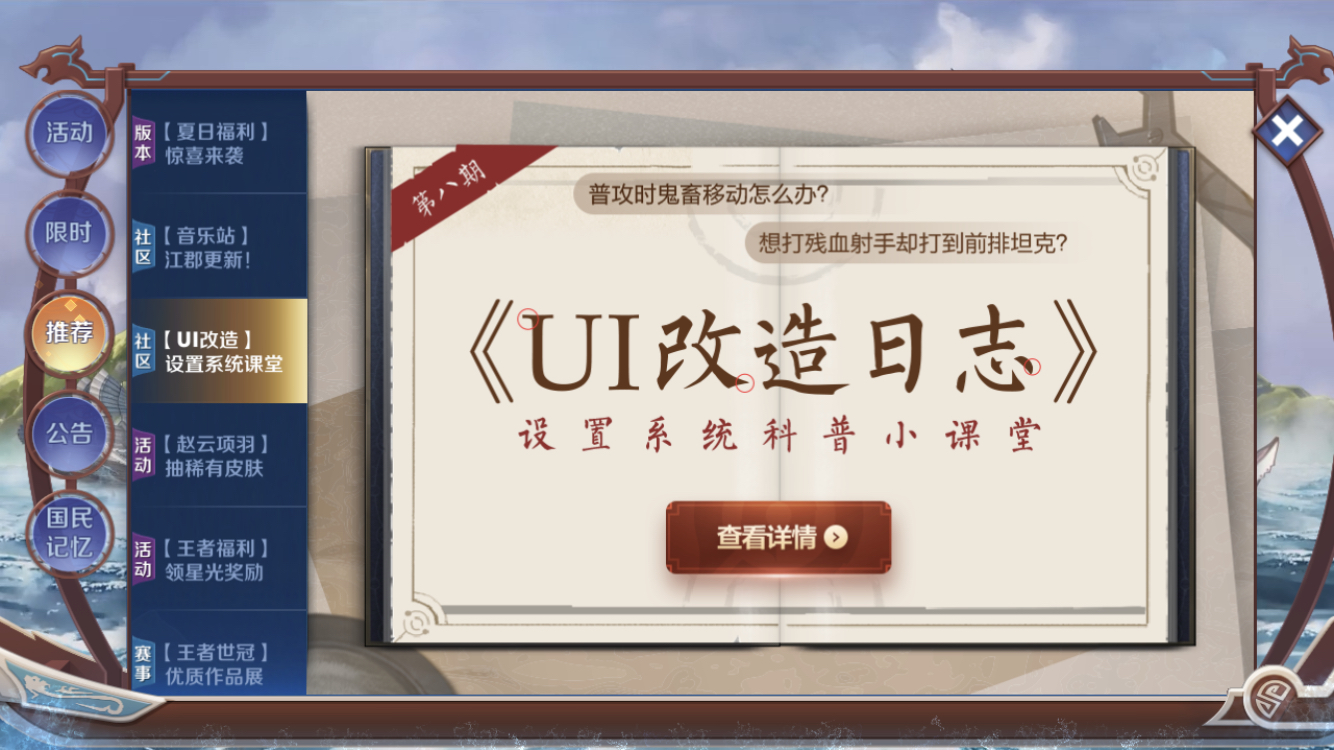 活动
限时
推荐
公告
国民
记忆
版本
【夏日福利】
惊喜来袭
社区
【音乐站】
江郡更新！
社区
【UI改造】
设置系统课堂
活动
【赵云项羽】
抽稀有皮肤
活动
【王者福利】
领星光奖励
赛事
【王者世冠】
优质作品展
第八期
普攻时鬼畜移动怎么办？
想打残血射手却打到前排坦克？
《UI改造日志》
设置系统科普小课堂
查看详情